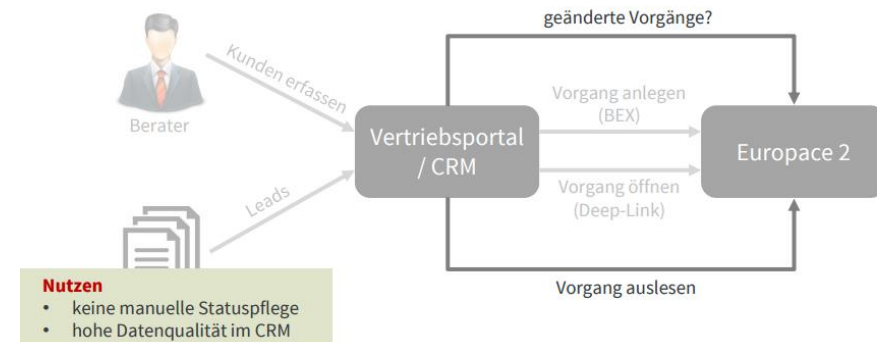 geänderte Vorgänge?
Kunden erfassen
Berater
Vorgang anlegen
(BEX)
Vertriebsportal
/ CRM
Europace 2
Vorgang öffnen
(Deep-Link)
Leads
Vorgang auslesen
Nutzen
• keine manuelle Statuspflege
• hohe Datenqualität im CRM